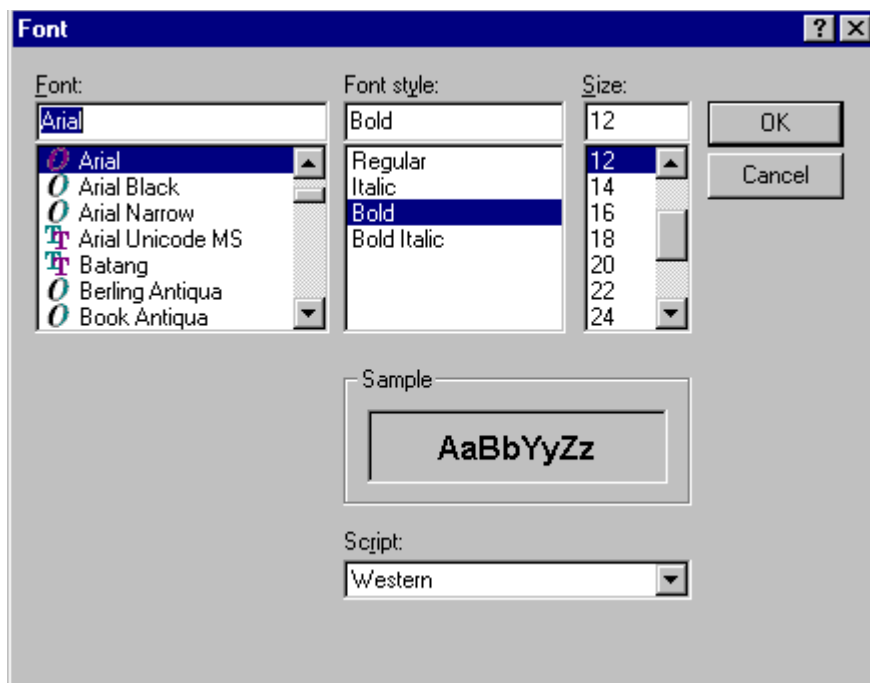 Font
Font:
Arial
Arial
Arial Black
Arial Narrow
Arial Unicode MS
Batang
Berling Antiqua
Book Antiqua
Font style:
Bold
Regular
Italic
Bold
Bold Italic
Size:
12
12
14
16
18
20
22
24
OK
Cancel
Sample
AaBbYyZz
Script:
Western